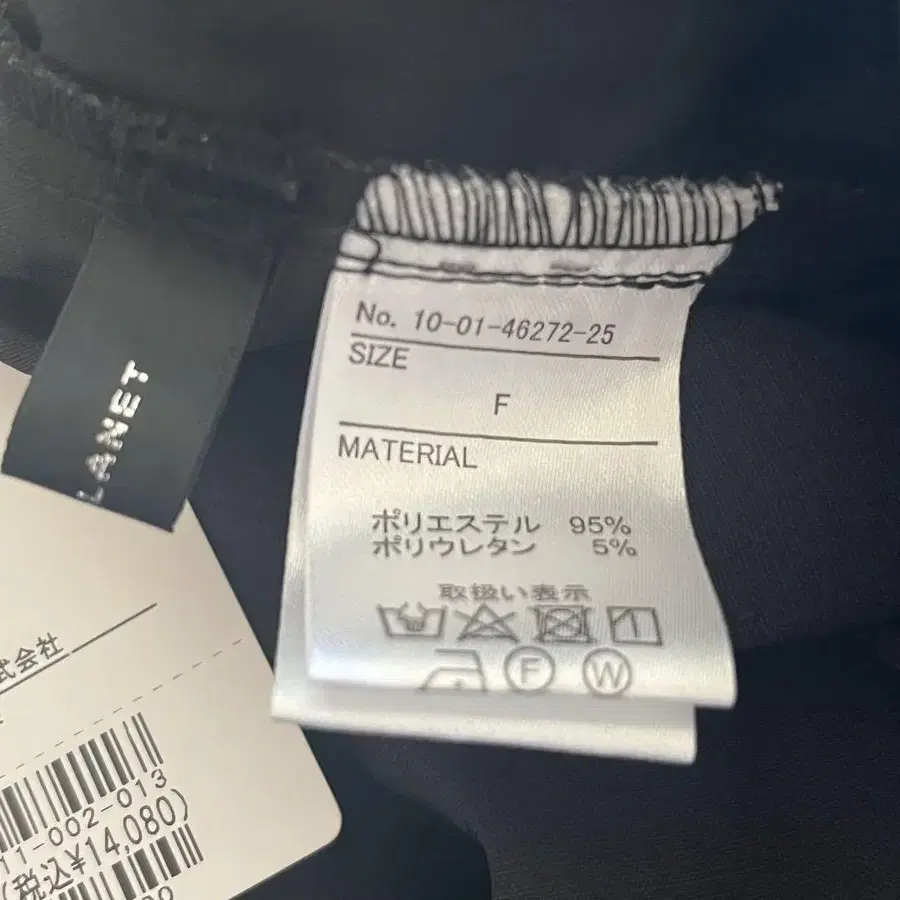 No. 10-01-46272-25
SIZE
F
MATERIAL
ポリエステル 95%
ポリウレタン 5%
取扱い表示
F
W
LANET
式会社
11-002-013
(税込¥14,080)